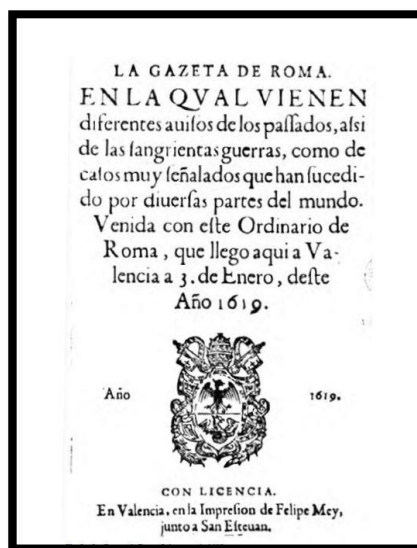 LA GAZETA DE ROMA.
EN LA QVAL VIENEN
diferentes auiſos de los paſſados, aſsi
de las ſangrientas guerras, como de
caſos muy ſeñalados que han ſucedi-
do por diuerſas partes del mundo.
Venida con eſte Ordinario de
Roma, que llego aqui a Va-
lencia a 3. de Enero, deſte
Año 1619.
Año 1619.
CON LICENCIA.
En Valencia, en la Impreſion de Felipe Mey,
junto a San Eſteuan.